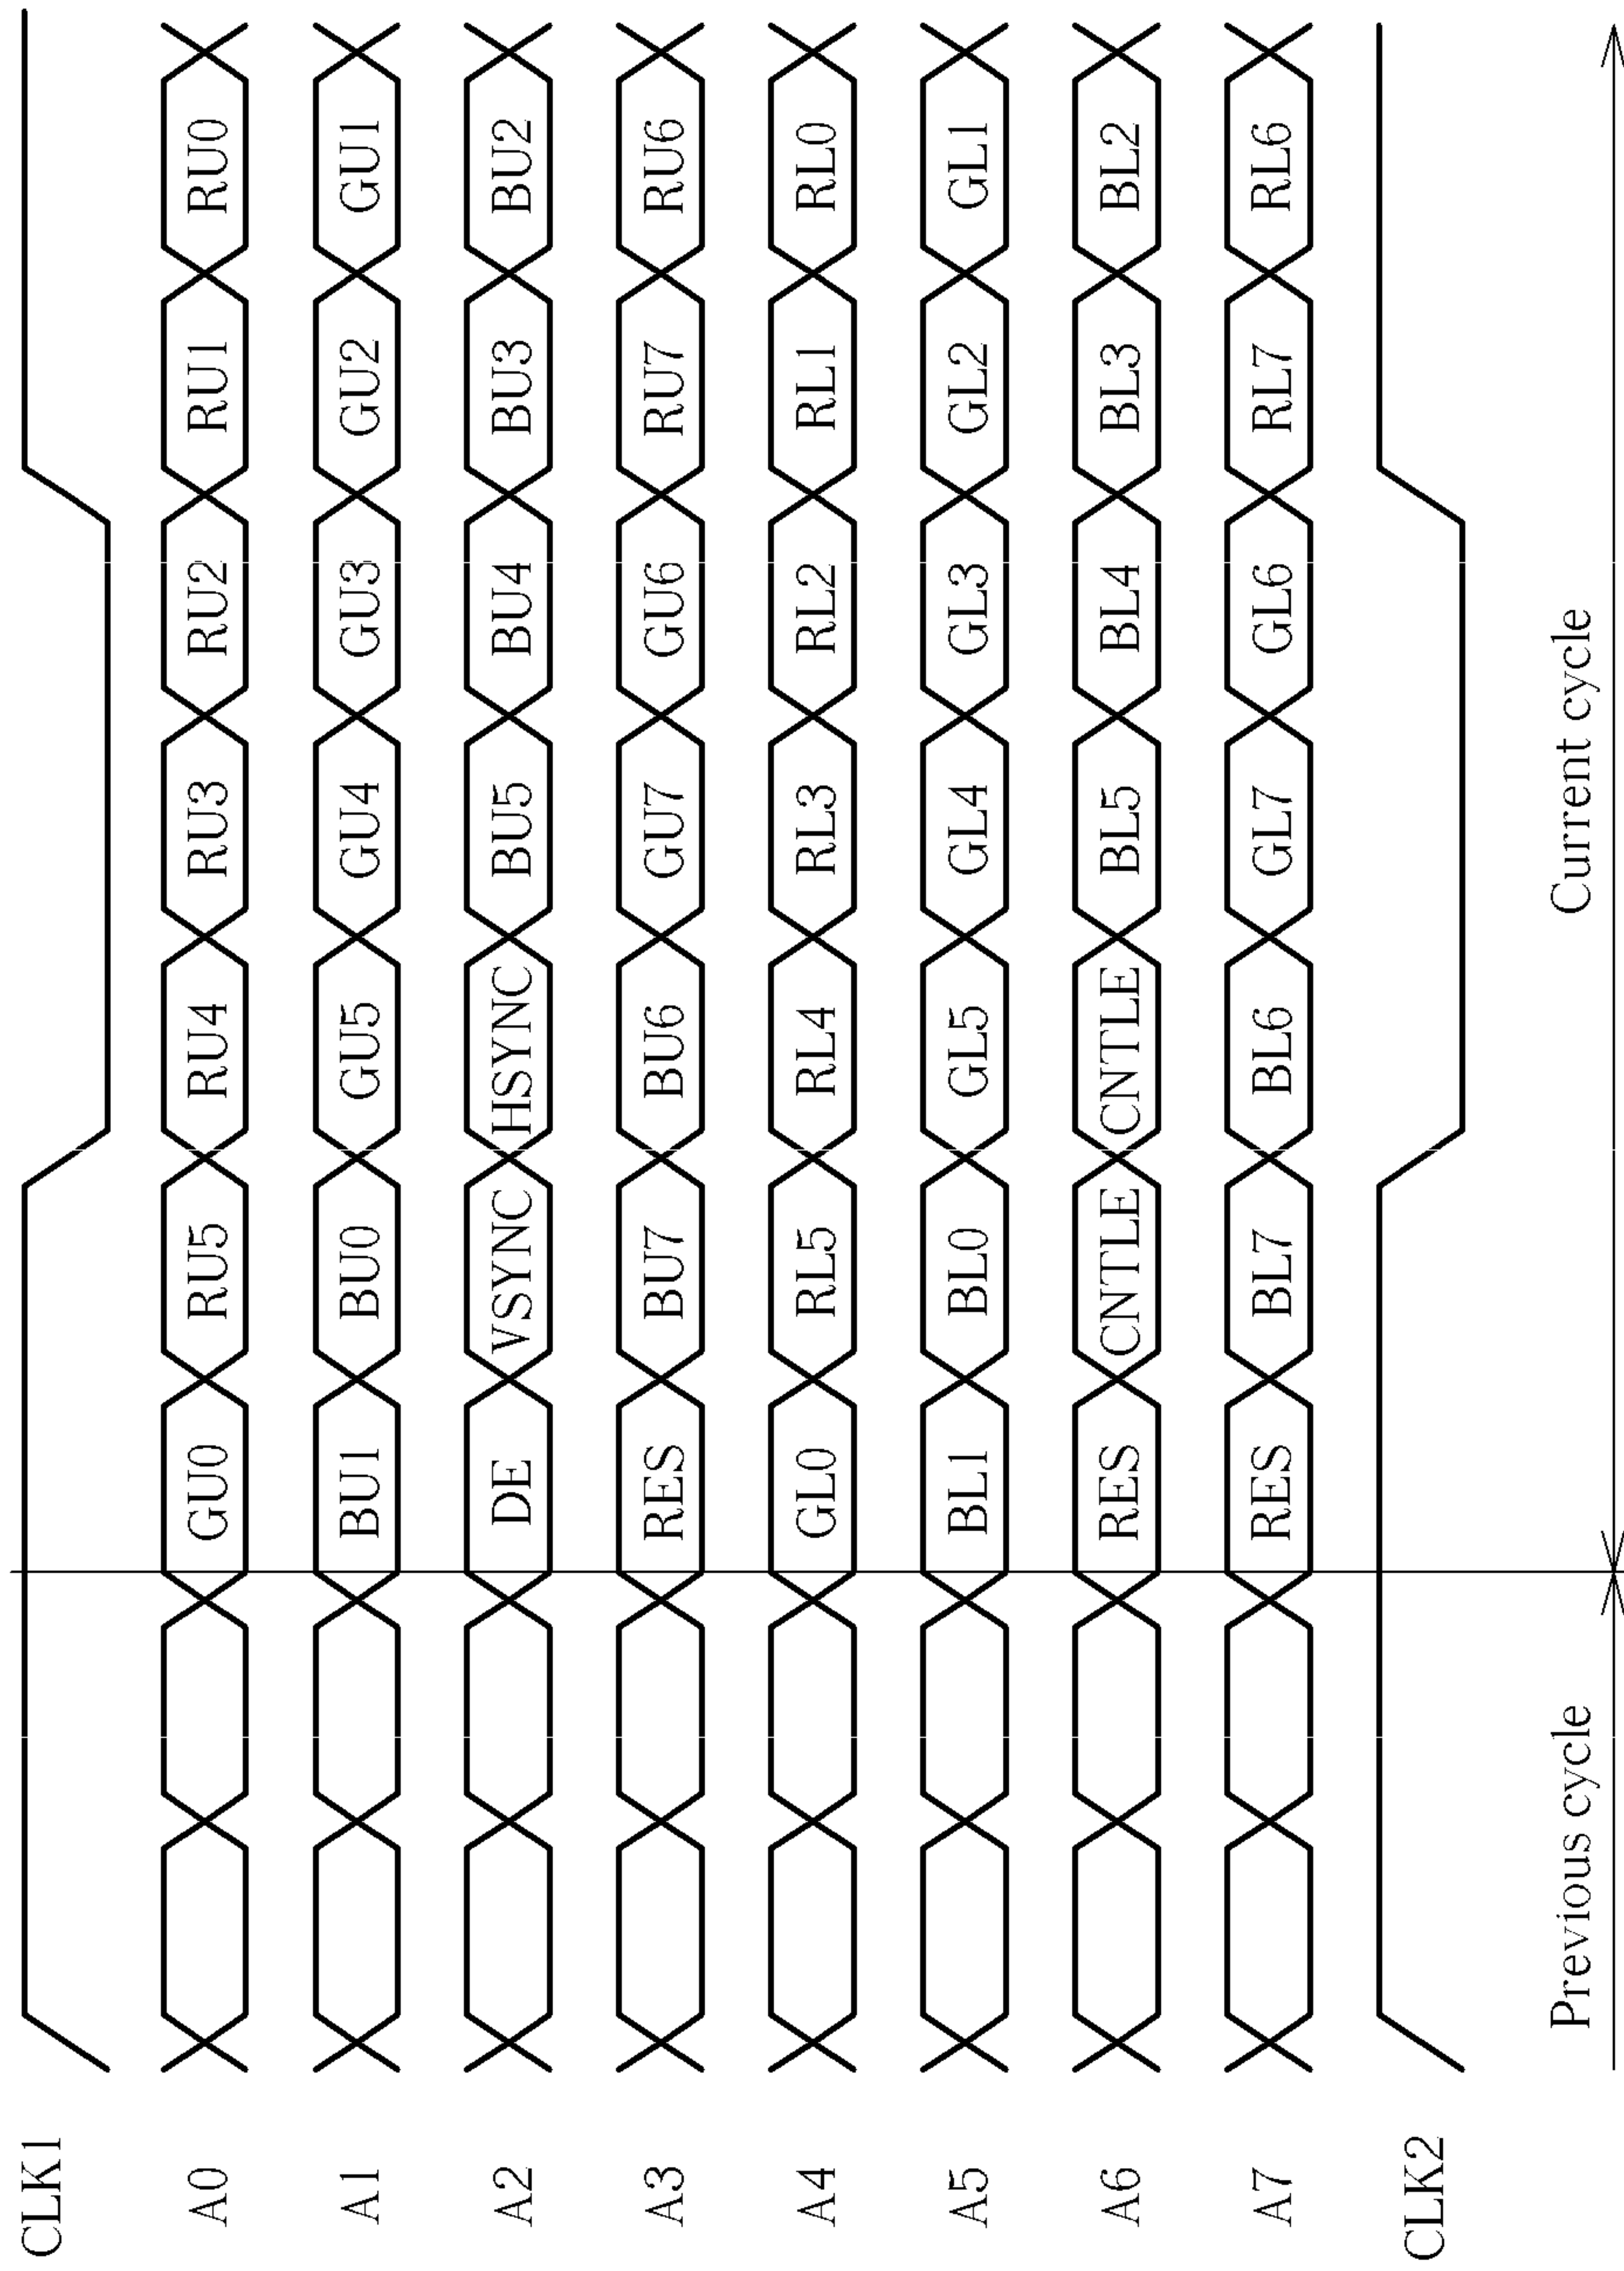 CLK1
A0 GU0 RU5 RU4 RU3 RU2 RU1 RU0
A1 BU1 BU0 GU5 GU4 GU3 GU2 GU1
A2 DE VSYNC HSYNC BU5 BU4 BU3 BU2
A3 RES BU7 BU6 GU7 GU6 RU7 RU6
A4 GL0 RL5 RL4 RL3 RL2 RL1 RL0
A5 BL1 BL0 GL5 GL4 GL3 GL2 GL1
A6 RES CNTLE CNTLE BL5 BL4 BL3 BL2
A7 RES BL7 BL6 GL7 GL6 RL7 RL6
CLK2
Previous cycle Current cycle